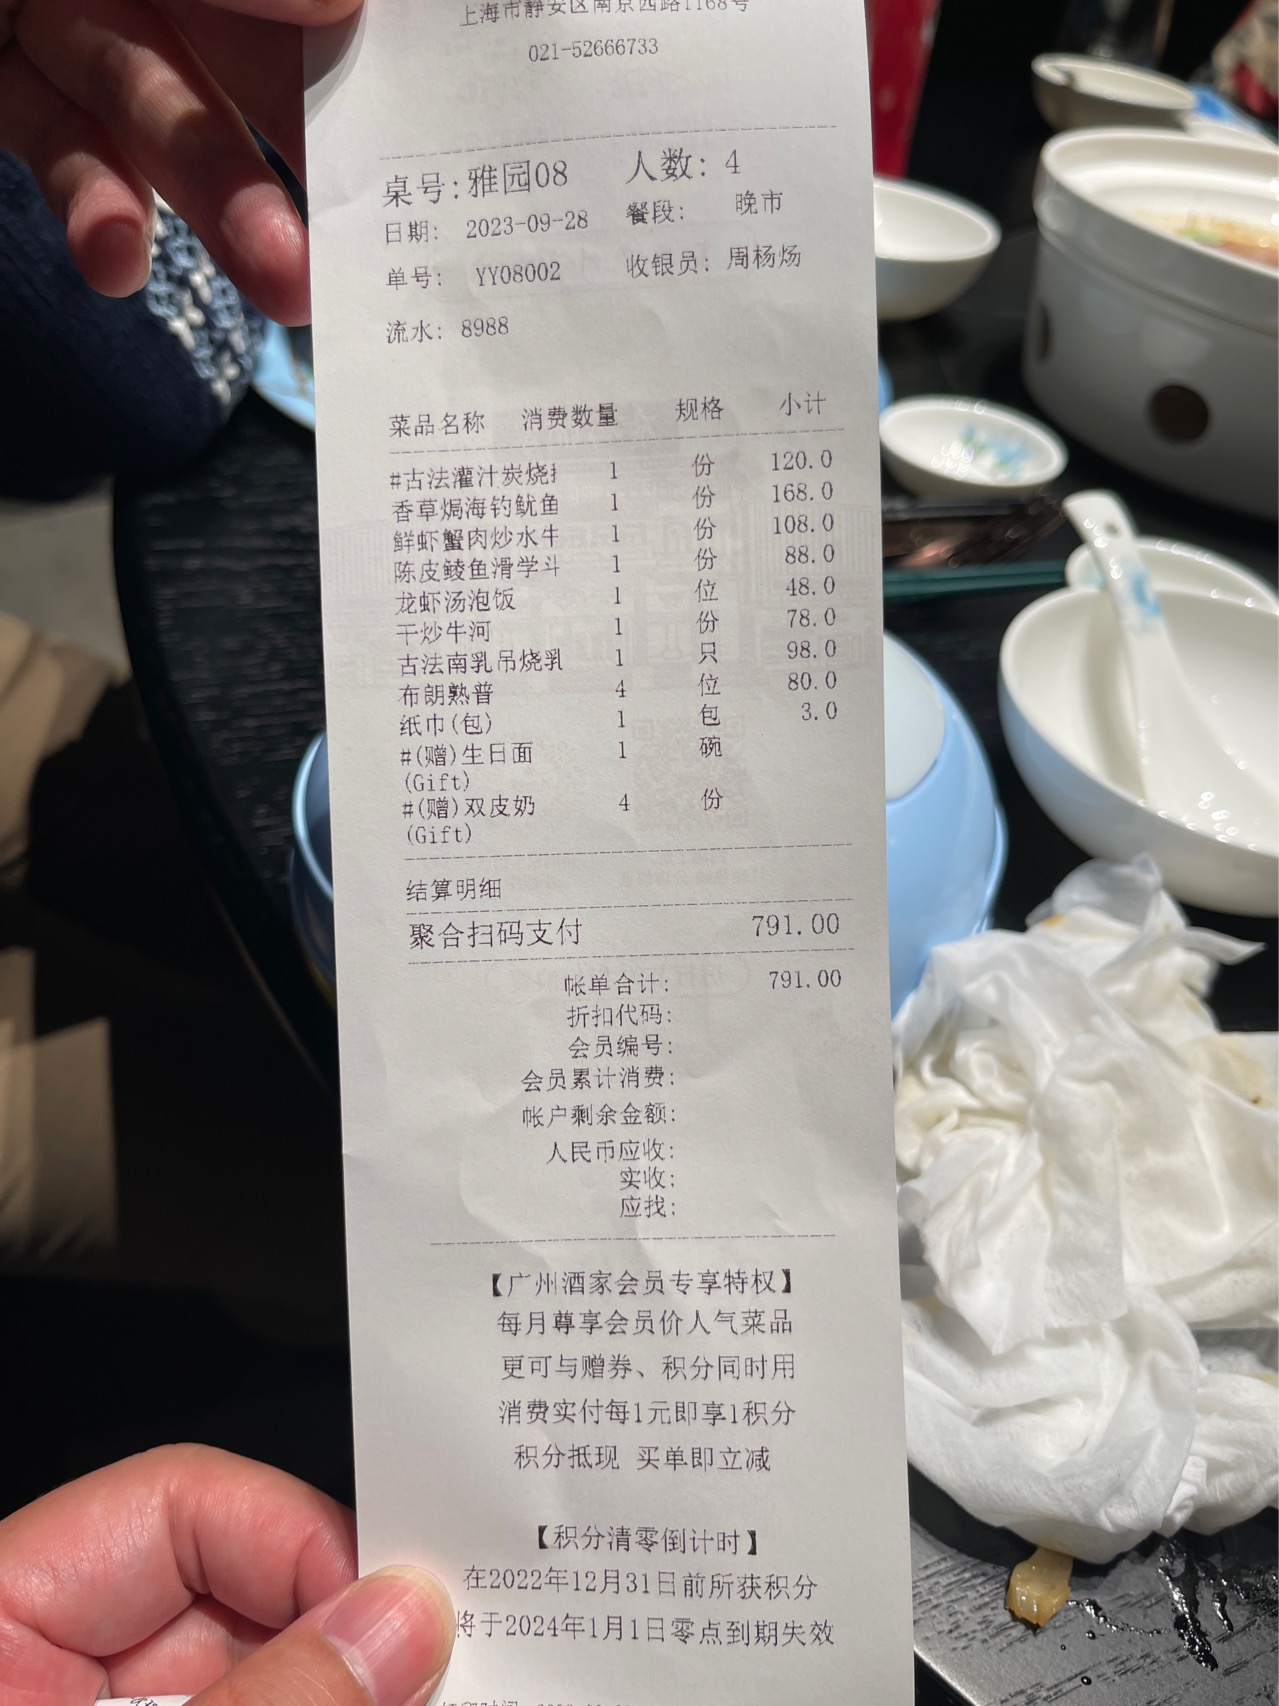 上海市静安区南京西路1168号
021-52666733
桌号:雅园08 人数: 4
日期: 2023-09-28 餐段: 晚市
单号: YY08002 收银员: 周杨炀
流水: 8988
菜品名称 消费数量 规格 小计
#古法灌汁炭烧 1 份 120.0
香草焗海钓鱿鱼 1 份 168.0
鲜虾蟹肉炒水牛 1 份 108.0
陈皮鲮鱼滑学斗 1 份 88.0
龙虾汤泡饭 1 位 48.0
干炒牛河 1 份 78.0
古法南乳吊烧乳 1 只 98.0
布朗熟普 4 位 80.0
纸巾(包) 1 包 3.0
#(赠)生日面 1 碗
(Gift)
#(赠)双皮奶 4 份
(Gift)
结算明细
聚合扫码支付 791.00
帐单合计: 791.00
折扣代码:
会员编号:
会员累计消费:
帐户剩余金额:
人民币应收:
实收:
应找:
【广州酒家会员专享特权】
每月尊享会员价人气菜品
更可与赠券、积分同时用
消费实付每1元即享1积分
积分抵现 买单即立减
【积分清零倒计时】
在2022年12月31日前所获积分
将于2024年1月1日零点到期失效